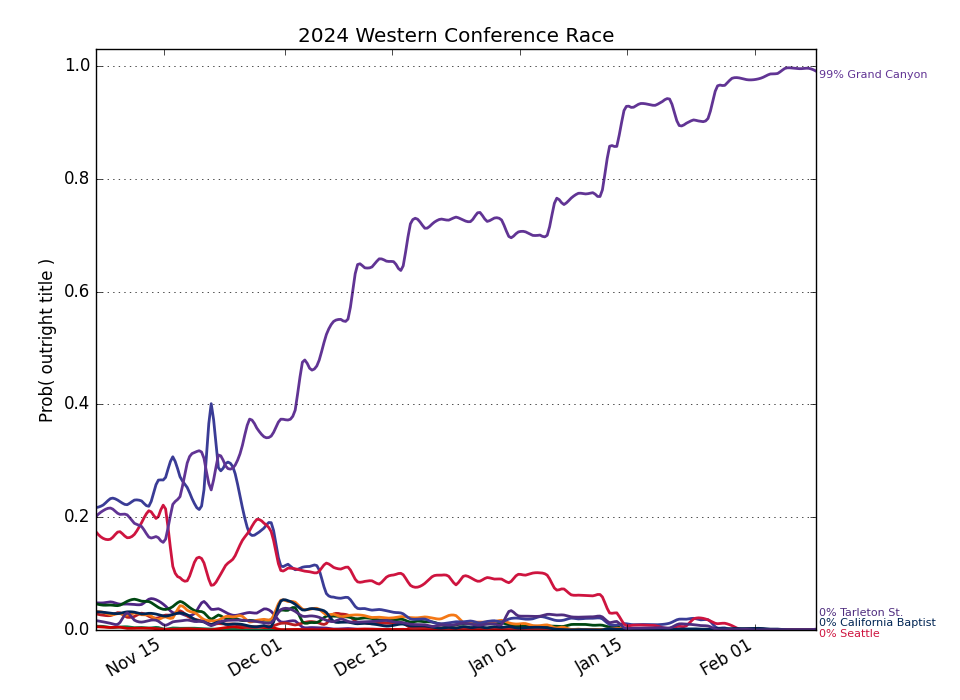 2024 Western Conference Race
1.0
0.8
0.6
0.4
0.2
0.0
Prob( outright title )
99% Grand Canyon
0% Tarleton St.
0% California Baptist
0% Seattle
Nov 15
Dec 01
Dec 15
Jan 01
Jan 15
Feb 01